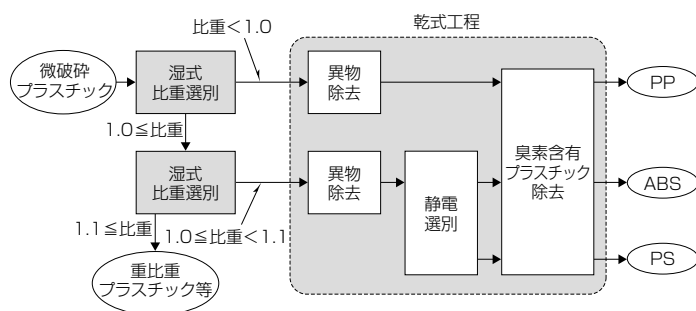 乾式工程
比重<1.0
微破砕
プラスチック
湿式
比重選別
異物
除去
PP
1.0≦比重
湿式
比重選別
異物
除去
静電
選別
臭素含有
プラスチック
除去
ABS
1.1≦比重
1.0≦比重<1.1
重比重
プラスチック等
PS